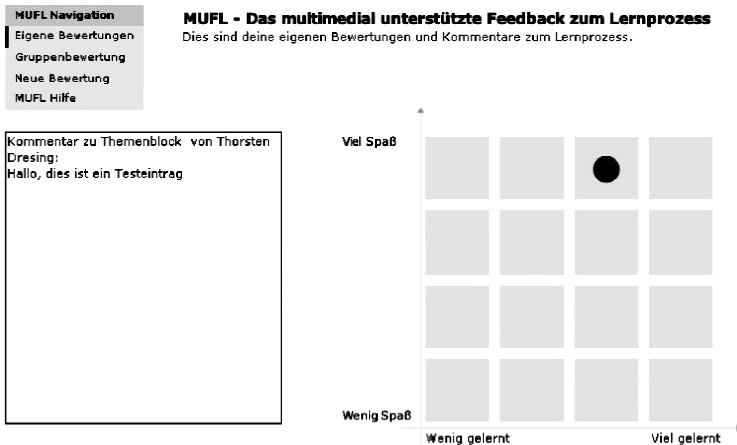 MUFL Navigation
Eigene Bewertungen
Gruppenbewertung
Neue Bewertung
MUFL Hilfe
MUFL - Das multimedial unterstützte Feedback zum Lernprozess
Dies sind deine eigenen Bewertungen und Kommentare zum Lernprozess.
Kommentar zu Themenblock von Thorsten
Dresing:
Hallo, dies ist ein Testeintrag
Viel Spaß
Wenig Spaß
Wenig gelernt
Viel gelernt